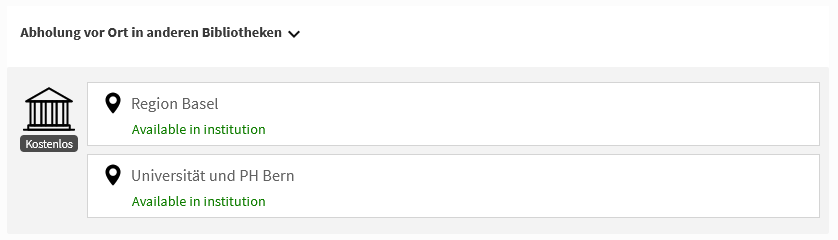 Abholung vor Ort in anderen Bibliotheken
Region Basel
Available in institution
Kostenlos
Universität und PH Bern
Available in institution